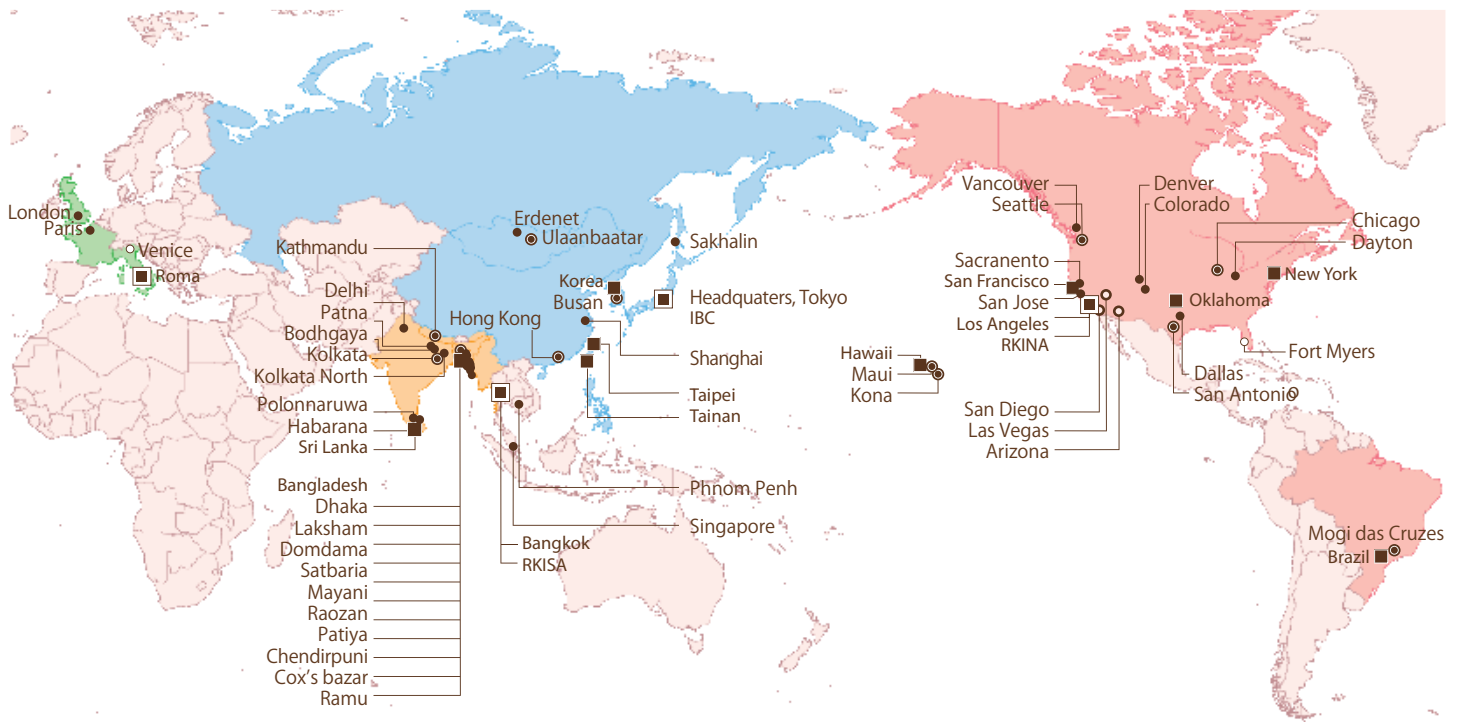 London
Paris
Venice
Roma
Kathmandu
Delhi
Patna
Bodhgaya
Kolkata
Kolkata North
Polonnaruwa
Habarana
Sri Lanka
Bangladesh
Dhaka
Laksham
Domdama
Satbaria
Mayani
Raozan
Patiya
Chendirpuni
Cox's bazar
Ramu
Erdenet
Ulaanbaatar
Sakhalin
Korea
Busan
Hong Kong
Headquaters, Tokyo
IBC
Shanghai
Taipei
Tainan
Phnom Penh
Singapore
Bangkok
RKISA
Hawaii
Maui
Kona
Vancouver
Seattle
Sacranento
San Francisco
San Jose
Los Angeles
RKINA
San Diego
Las Vegas
Arizona
Denver
Colorado
Chicago
Dayton
New York
Oklahoma
Fort Myers
Dallas
San Antonio
Mogi das Cruzes
Brazil